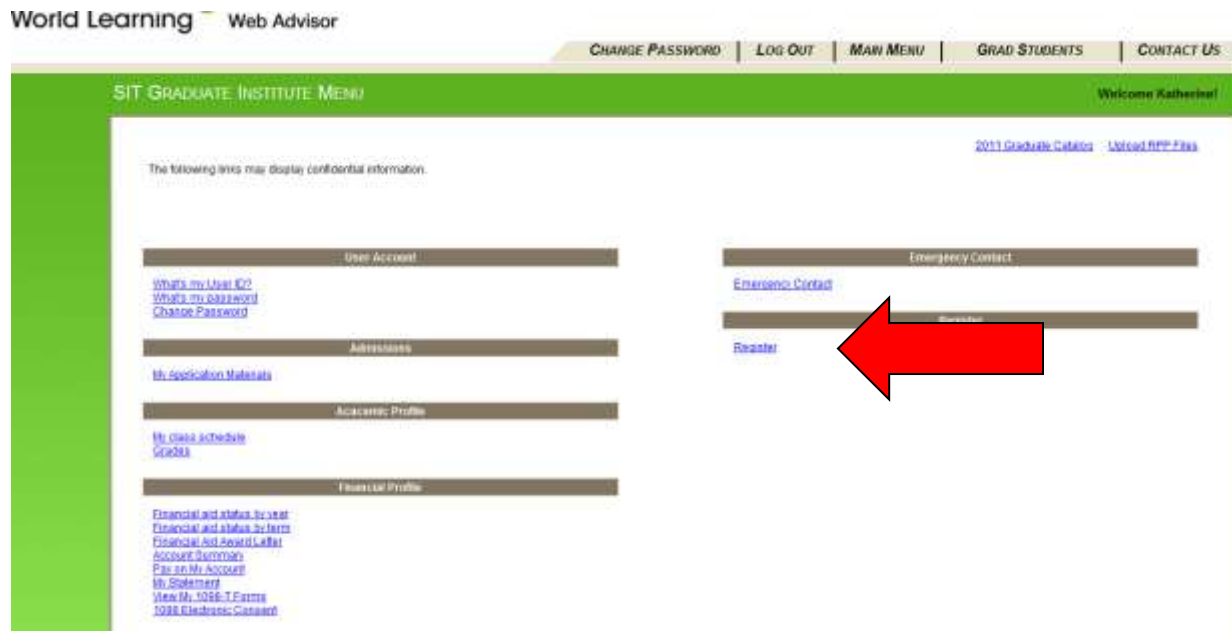 World Learning Web Advisor
CHANGE PASSWORD | LOG OUT | MAIN MENU | GRAD STUDENTS | CONTACT US
SIT GRADUATE INSTITUTE MENU
Welcome Katherine!
2011 Graduate Catalog Upload RPP Files
The following links may display confidential information.
User Account
What's my User ID?
What's my password
Change Password
Admissions
My Application Materials
Academic Profile
My class schedule
Grades
Financial Profile
Financial aid status by year
Financial aid status by term
Financial Aid Award Letter
Account Summary
Pay on My Account
My Statement
View My 1098-T Forms
1098 Electronic Consent
Emergency Contact
Emergency Contact
Register
Register